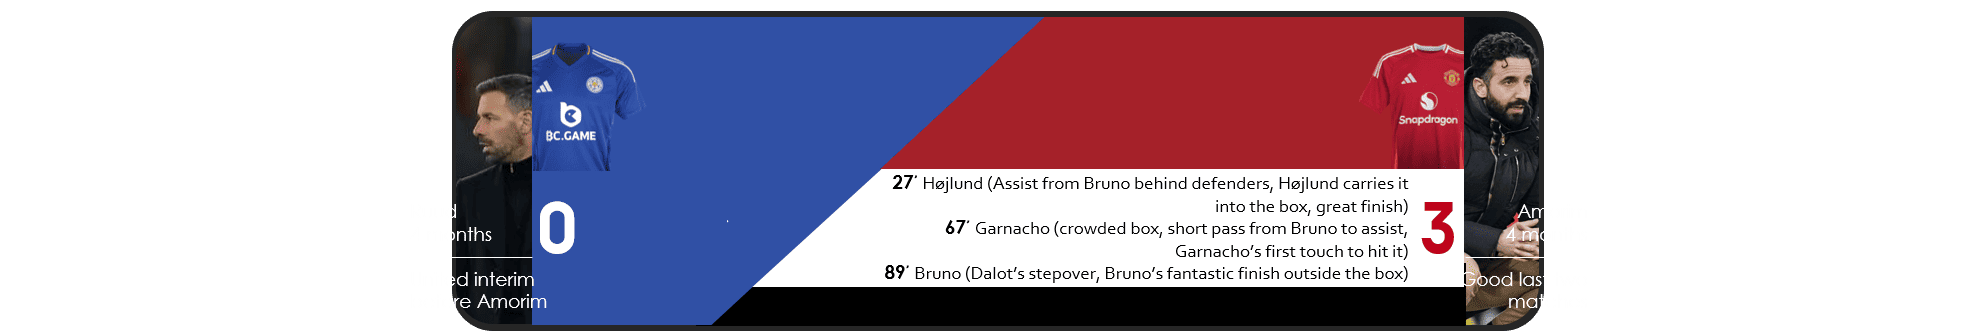 BC.GAME
Snapdragon
27′ Højlund (Assist from Bruno behind defenders, Højlund carries it
into the box, great finish)
67′ Garnacho (crowded box, short pass from Bruno to assist,
Garnacho’s first touch to hit it)
89′ Bruno (Dalot’s stepover, Bruno’s fantastic finish outside the box)
0
3
onths
ed interim
re Amorim
Am
4 mo
Good las
mat